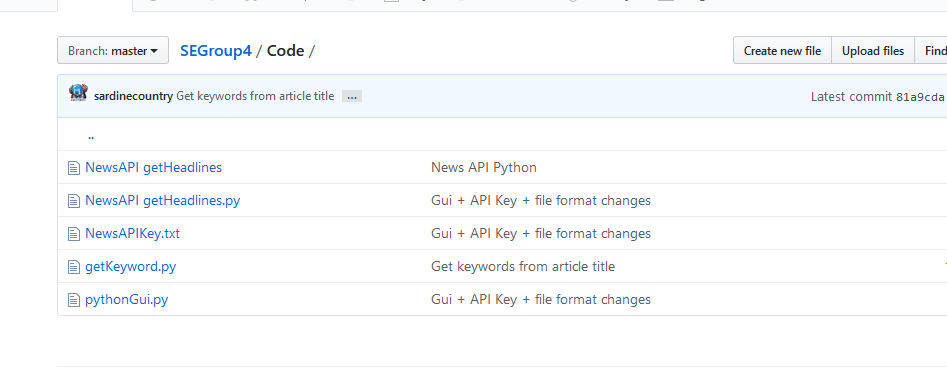 Branch: master
SEGroup4 / Code /
Create new file
Upload files
Find
sardinecountry Get keywords from article title ...
Latest commit 81a9cda
..
NewsAPI getHeadlines
News API Python
NewsAPI getHeadlines.py
Gui + API Key + file format changes
NewsAPIKey.txt
Gui + API Key + file format changes
getKeyword.py
Get keywords from article title
pythonGui.py
Gui + API Key + file format changes